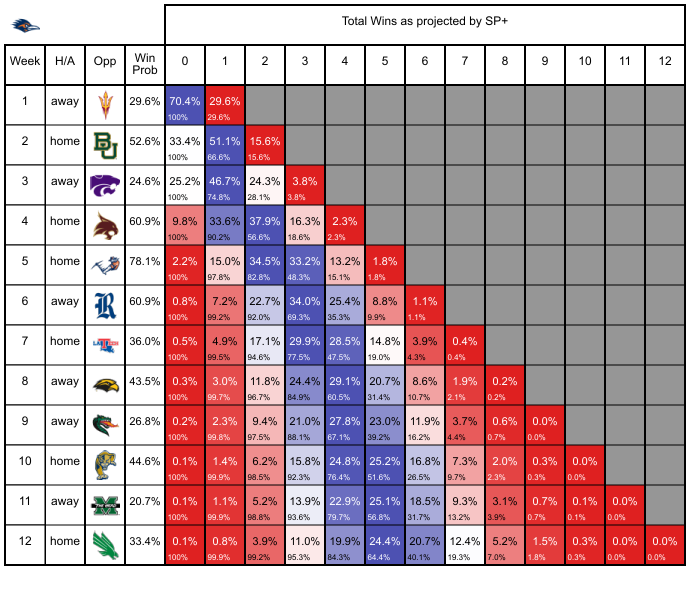 Total Wins as projected by SP+
Week H/A Opp Win Prob 0 1 2 3 4 5 6 7 8 9 10 11 12
1 away 29.6% 70.4% 29.6%
100% 29.6%
2 home BU 52.6% 33.4% 51.1% 15.6%
100% 66.6% 15.6%
3 away 24.6% 25.2% 46.7% 24.3% 3.8%
100% 74.8% 28.1% 3.8%
4 home 60.9% 9.8% 33.6% 37.9% 16.3% 2.3%
100% 90.2% 56.6% 18.6% 2.3%
5 home 78.1% 2.2% 15.0% 34.5% 33.2% 13.2% 1.8%
100% 97.8% 82.8% 48.3% 15.1% 1.8%
6 away R 60.9% 0.8% 7.2% 22.7% 34.0% 25.4% 8.8% 1.1%
100% 99.2% 92.0% 69.3% 35.3% 9.9% 1.1%
7 home 36.0% 0.5% 4.9% 17.1% 29.9% 28.5% 14.8% 3.9% 0.4%
100% 99.5% 94.6% 77.5% 47.5% 19.0% 4.3% 0.4%
8 away 43.5% 0.3% 3.0% 11.8% 24.4% 29.1% 20.7% 8.6% 1.9% 0.2%
100% 99.7% 96.7% 84.9% 60.5% 31.4% 10.7% 2.1% 0.2%
9 away 26.8% 0.2% 2.3% 9.4% 21.0% 27.8% 23.0% 11.9% 3.7% 0.6% 0.0%
100% 99.8% 97.5% 88.1% 67.1% 39.2% 16.2% 4.4% 0.7% 0.0%
10 home 44.6% 0.1% 1.4% 6.2% 15.8% 24.8% 25.2% 16.8% 7.3% 2.0% 0.3% 0.0%
100% 99.9% 98.5% 92.3% 76.4% 51.6% 26.5% 9.7% 2.3% 0.3% 0.0%
11 away M 20.7% 0.1% 1.1% 5.2% 13.9% 22.9% 25.1% 18.5% 9.3% 3.1% 0.7% 0.1% 0.0%
100% 99.9% 98.8% 93.6% 79.7% 56.8% 31.7% 13.2% 3.9% 0.7% 0.1% 0.0%
12 home 33.4% 0.1% 0.8% 3.9% 11.0% 19.9% 24.4% 20.7% 12.4% 5.2% 1.5% 0.3% 0.0% 0.0%
100% 99.9% 99.2% 95.3% 84.3% 64.4% 40.1% 19.3% 7.0% 1.8% 0.3% 0.0% 0.0%